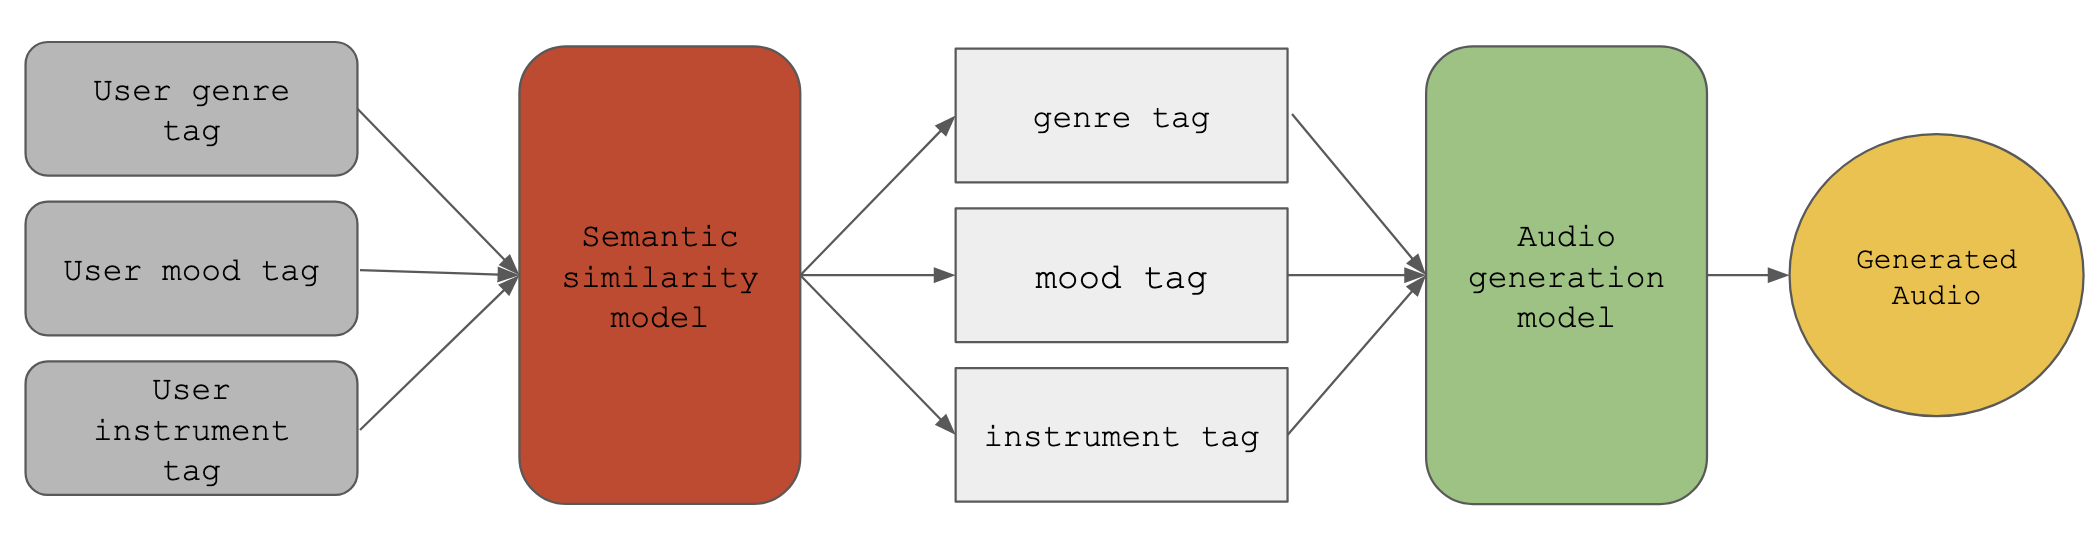 User genre
tag
User mood tag
User
instrument
tag
Semantic
similarity
model
genre tag
mood tag
instrument tag
Audio
generation
model
Generated
Audio